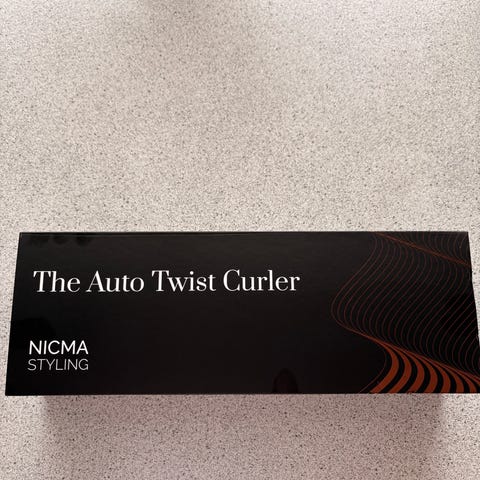 The Auto Twist Curler
NICMA
STYLING